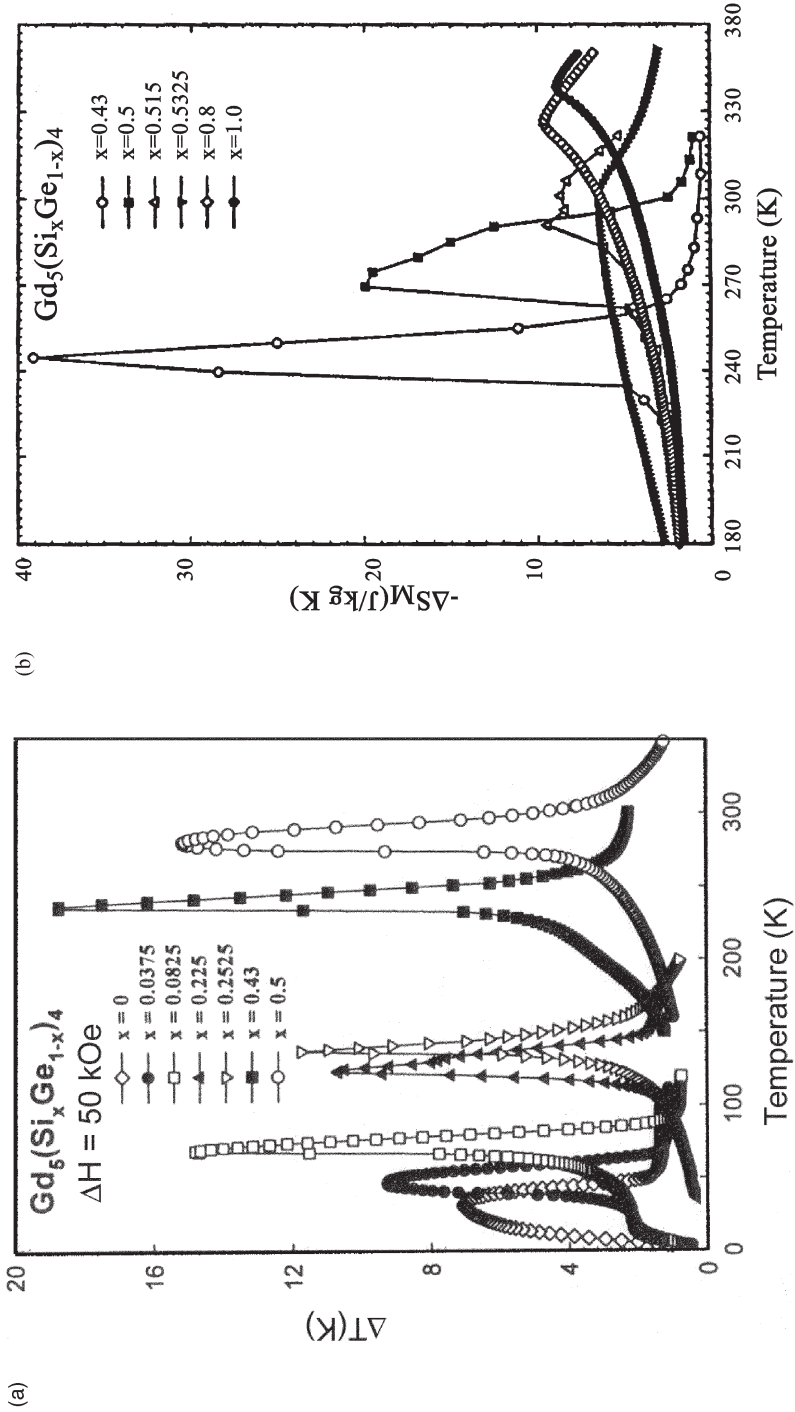 (a)
Gd5(SixGe1-x)4
ΔH = 50 kOe
x = 0
x = 0.0375
x = 0.0825
x = 0.225
x = 0.2525
x = 0.43
x = 0.5
20
16
12
8
4
0
ΔT(K)
0
100
200
300
Temperature (K)
(b)
Gd5(SixGe1-x)4
x=0.43
x=0.5
x=0.515
x=0.5325
x=0.8
x=1.0
40
30
20
10
0
-ΔSM(J/kg K)
180
210
240
270
300
330
360
380
Temperature (K)